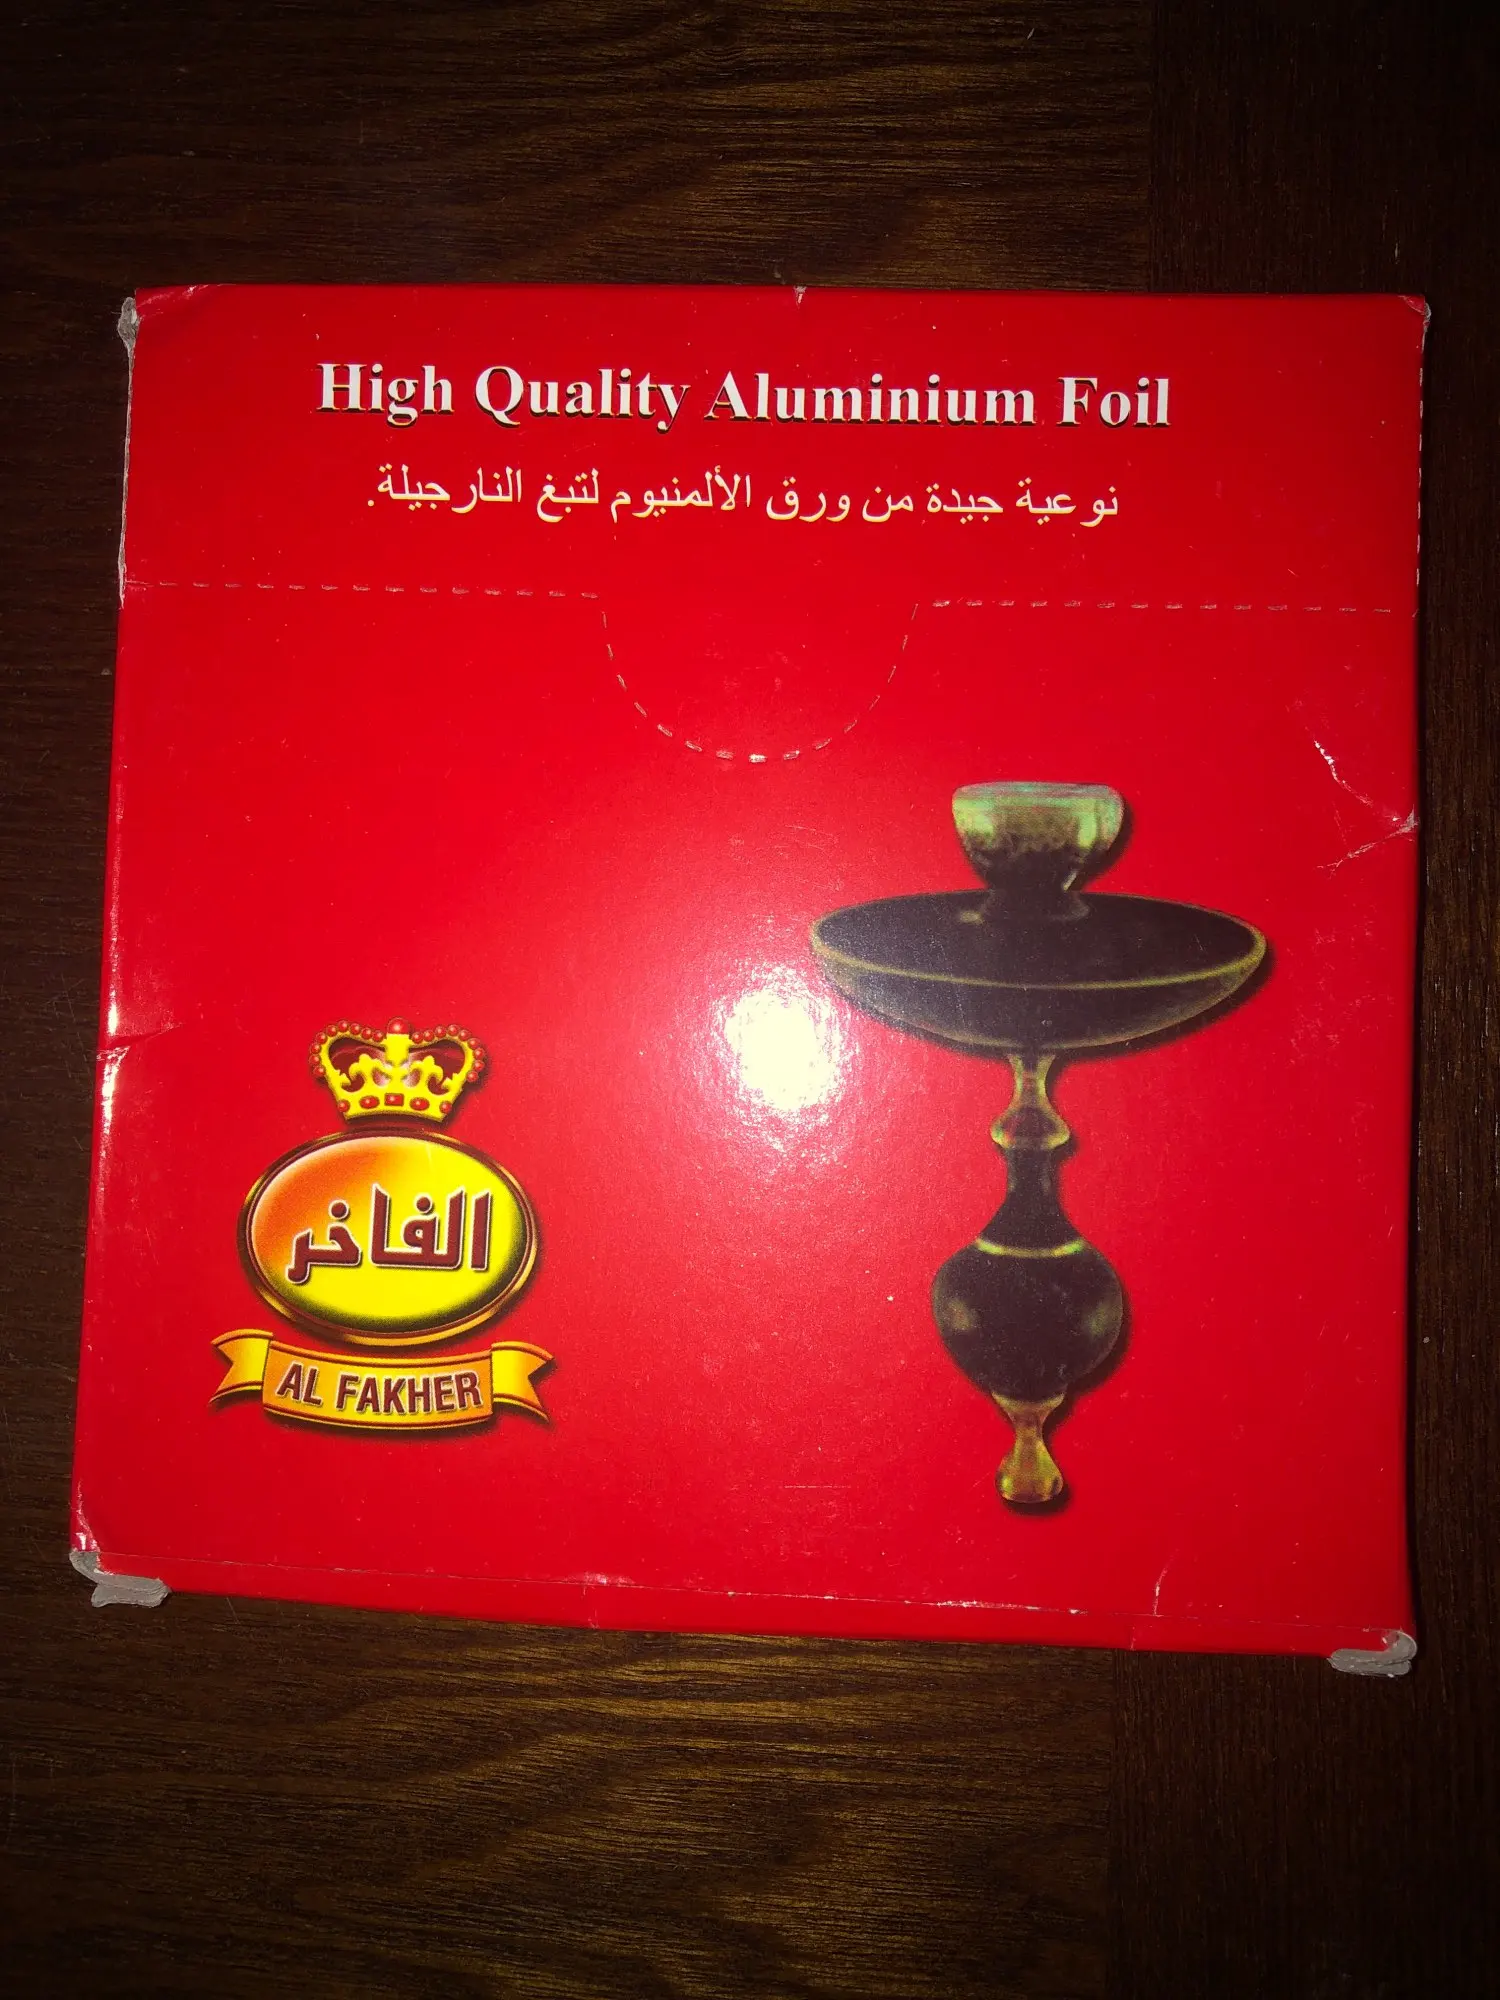 High Quality Aluminium Foil
نوعية جيدة من ورق الألمنيوم لتبغ النارجيلة.
الفاخر
AL FAKHER